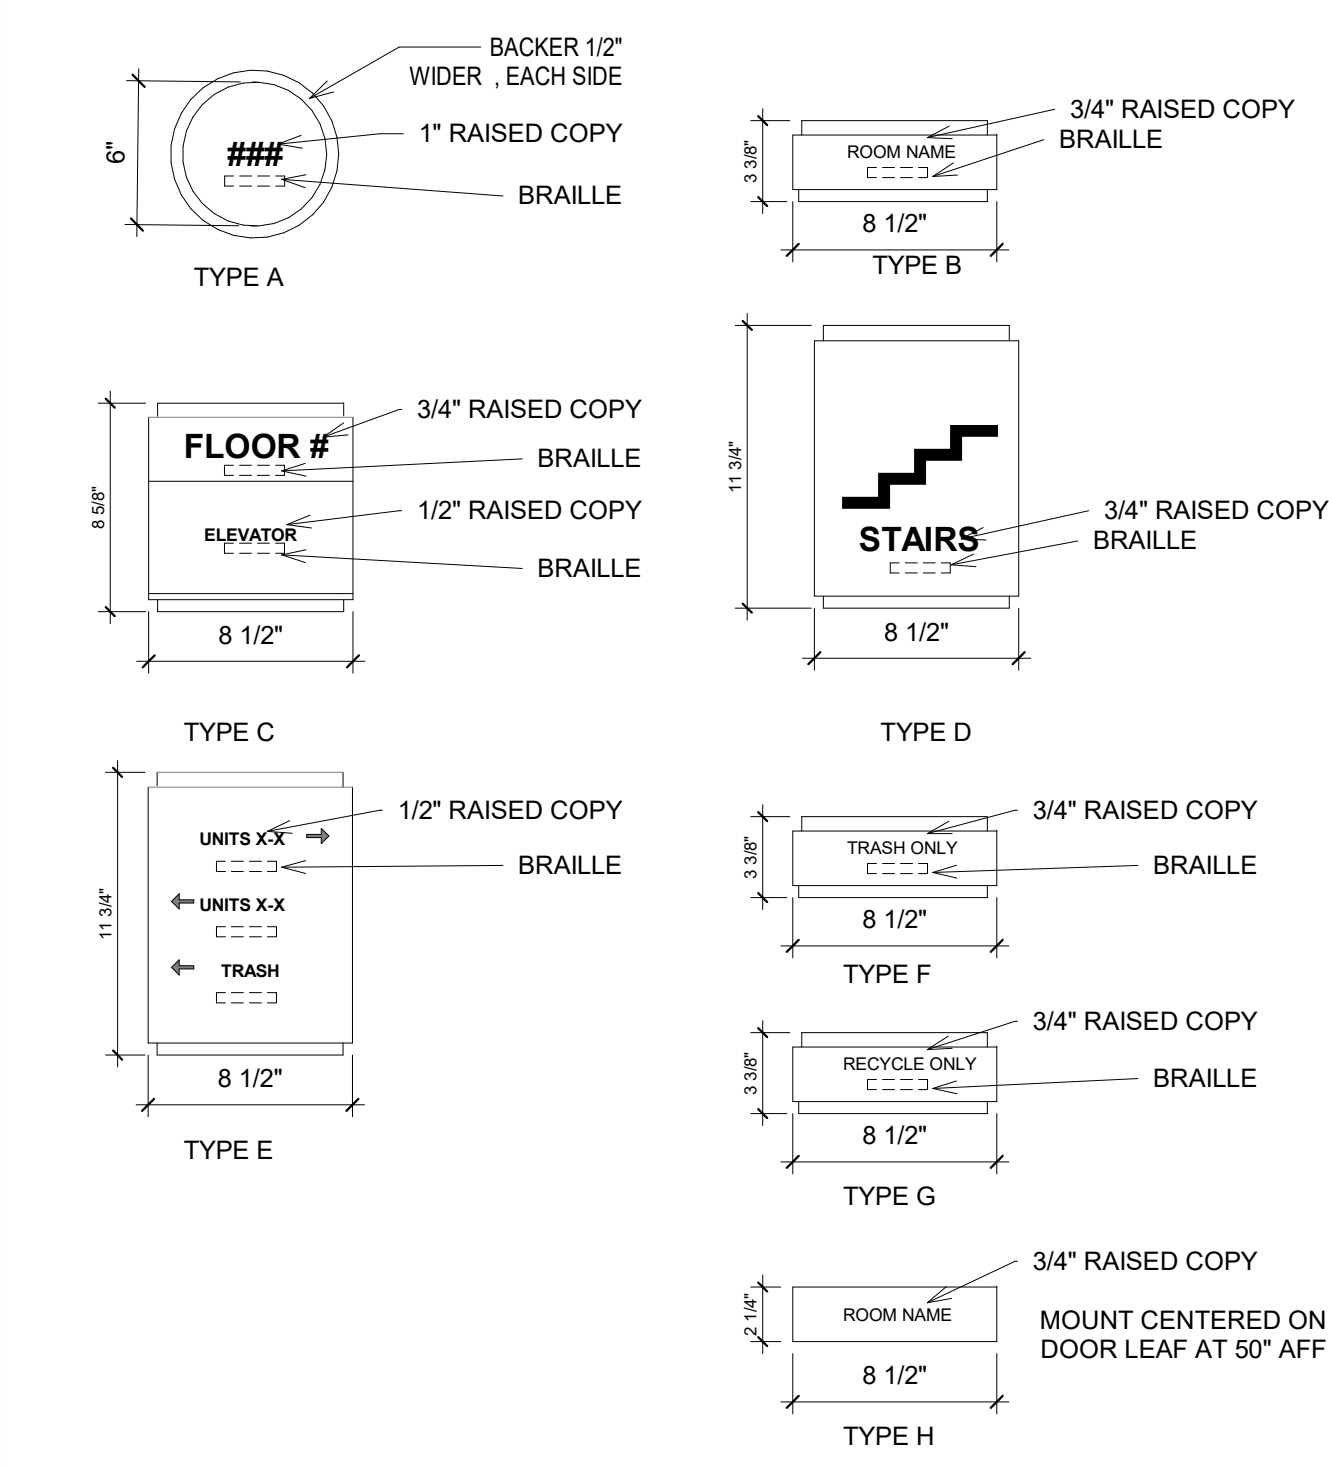 BACKER 1/2"
WIDER , EACH SIDE
6"
###
1" RAISED COPY
BRAILLE
TYPE A
3/4" RAISED COPY
BRAILLE
3 3/8"
ROOM NAME
8 1/2"
TYPE B
8 5/8"
FLOOR #
3/4" RAISED COPY
BRAILLE
ELEVATOR
1/2" RAISED COPY
BRAILLE
8 1/2"
TYPE C
11 3/4"
STAIRS
3/4" RAISED COPY
BRAILLE
8 1/2"
TYPE D
11 3/4"
UNITS X-X
1/2" RAISED COPY
BRAILLE
UNITS X-X
TRASH
8 1/2"
TYPE E
3 3/8"
TRASH ONLY
3/4" RAISED COPY
BRAILLE
8 1/2"
TYPE F
3 3/8"
RECYCLE ONLY
3/4" RAISED COPY
BRAILLE
8 1/2"
TYPE G
2 1/4"
ROOM NAME
3/4" RAISED COPY
MOUNT CENTERED ON
DOOR LEAF AT 50" AFF
8 1/2"
TYPE H